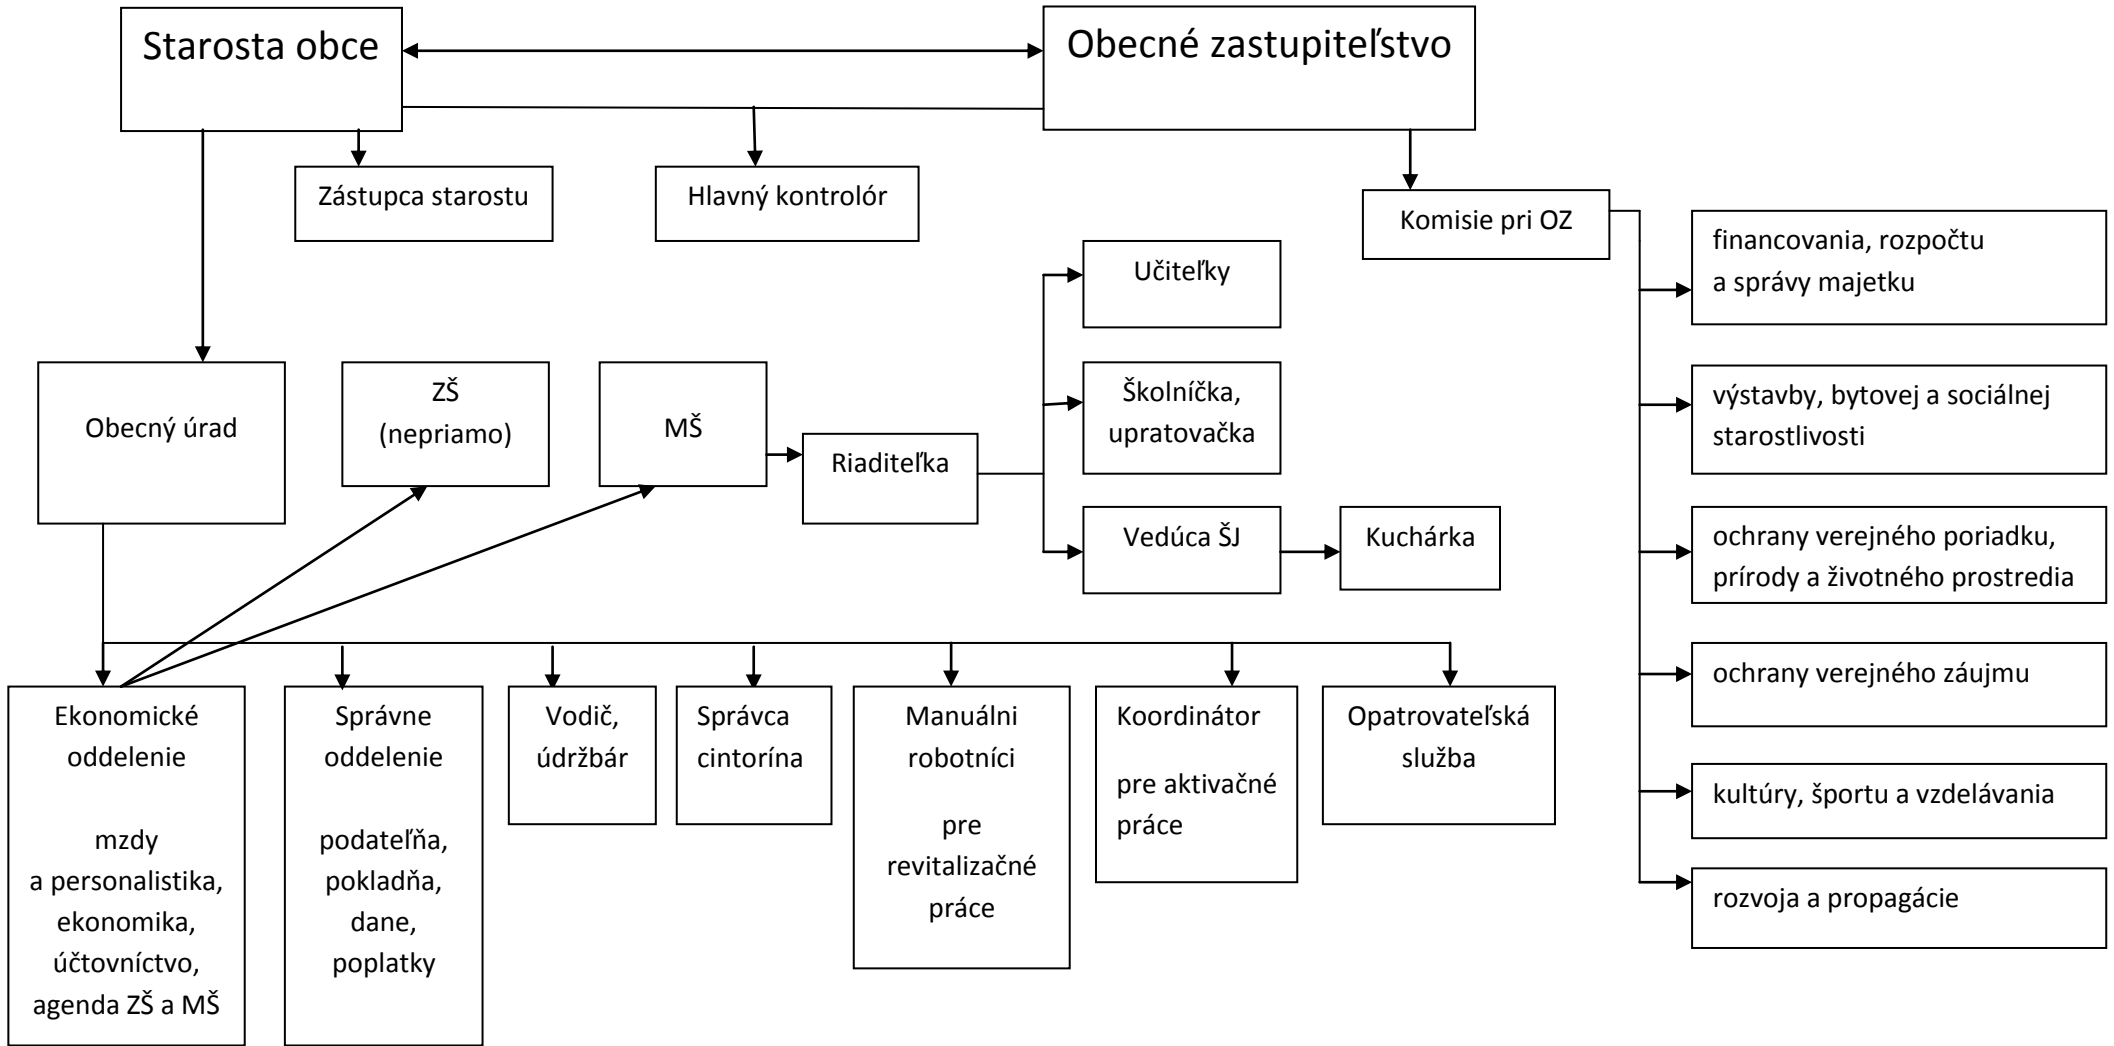 Starosta obce
Obecné zastupiteľstvo
Zástupca starostu
Hlavný kontrolór
Komisie pri OZ
financovania, rozpočtu
a správy majetku
Učiteľky
Obecný úrad
ZŠ
(nepriamo)
MŠ
Riaditeľka
Školníčka,
upratovačka
výstavby, bytovej a sociálnej
starostlivosti
Vedúca ŠJ
Kuchárka
ochrany verejného poriadku,
prírody a životného prostredia
ochrany verejného záujmu
kultúry, športu a vzdelávania
rozvoja a propagácie
Ekonomické
oddelenie
mzdy
a personalistika,
ekonomika,
účtovníctvo,
agenda ZŠ a MŠ
Správne
oddelenie
podateľňa,
pokladňa,
dane,
poplatky
Vodič,
údržbár
Správca
cintorína
Manuálni
robotníci
pre
revitalizačné
práce
Koordinátor
pre aktivačné
práce
Opatrovateľská
služba